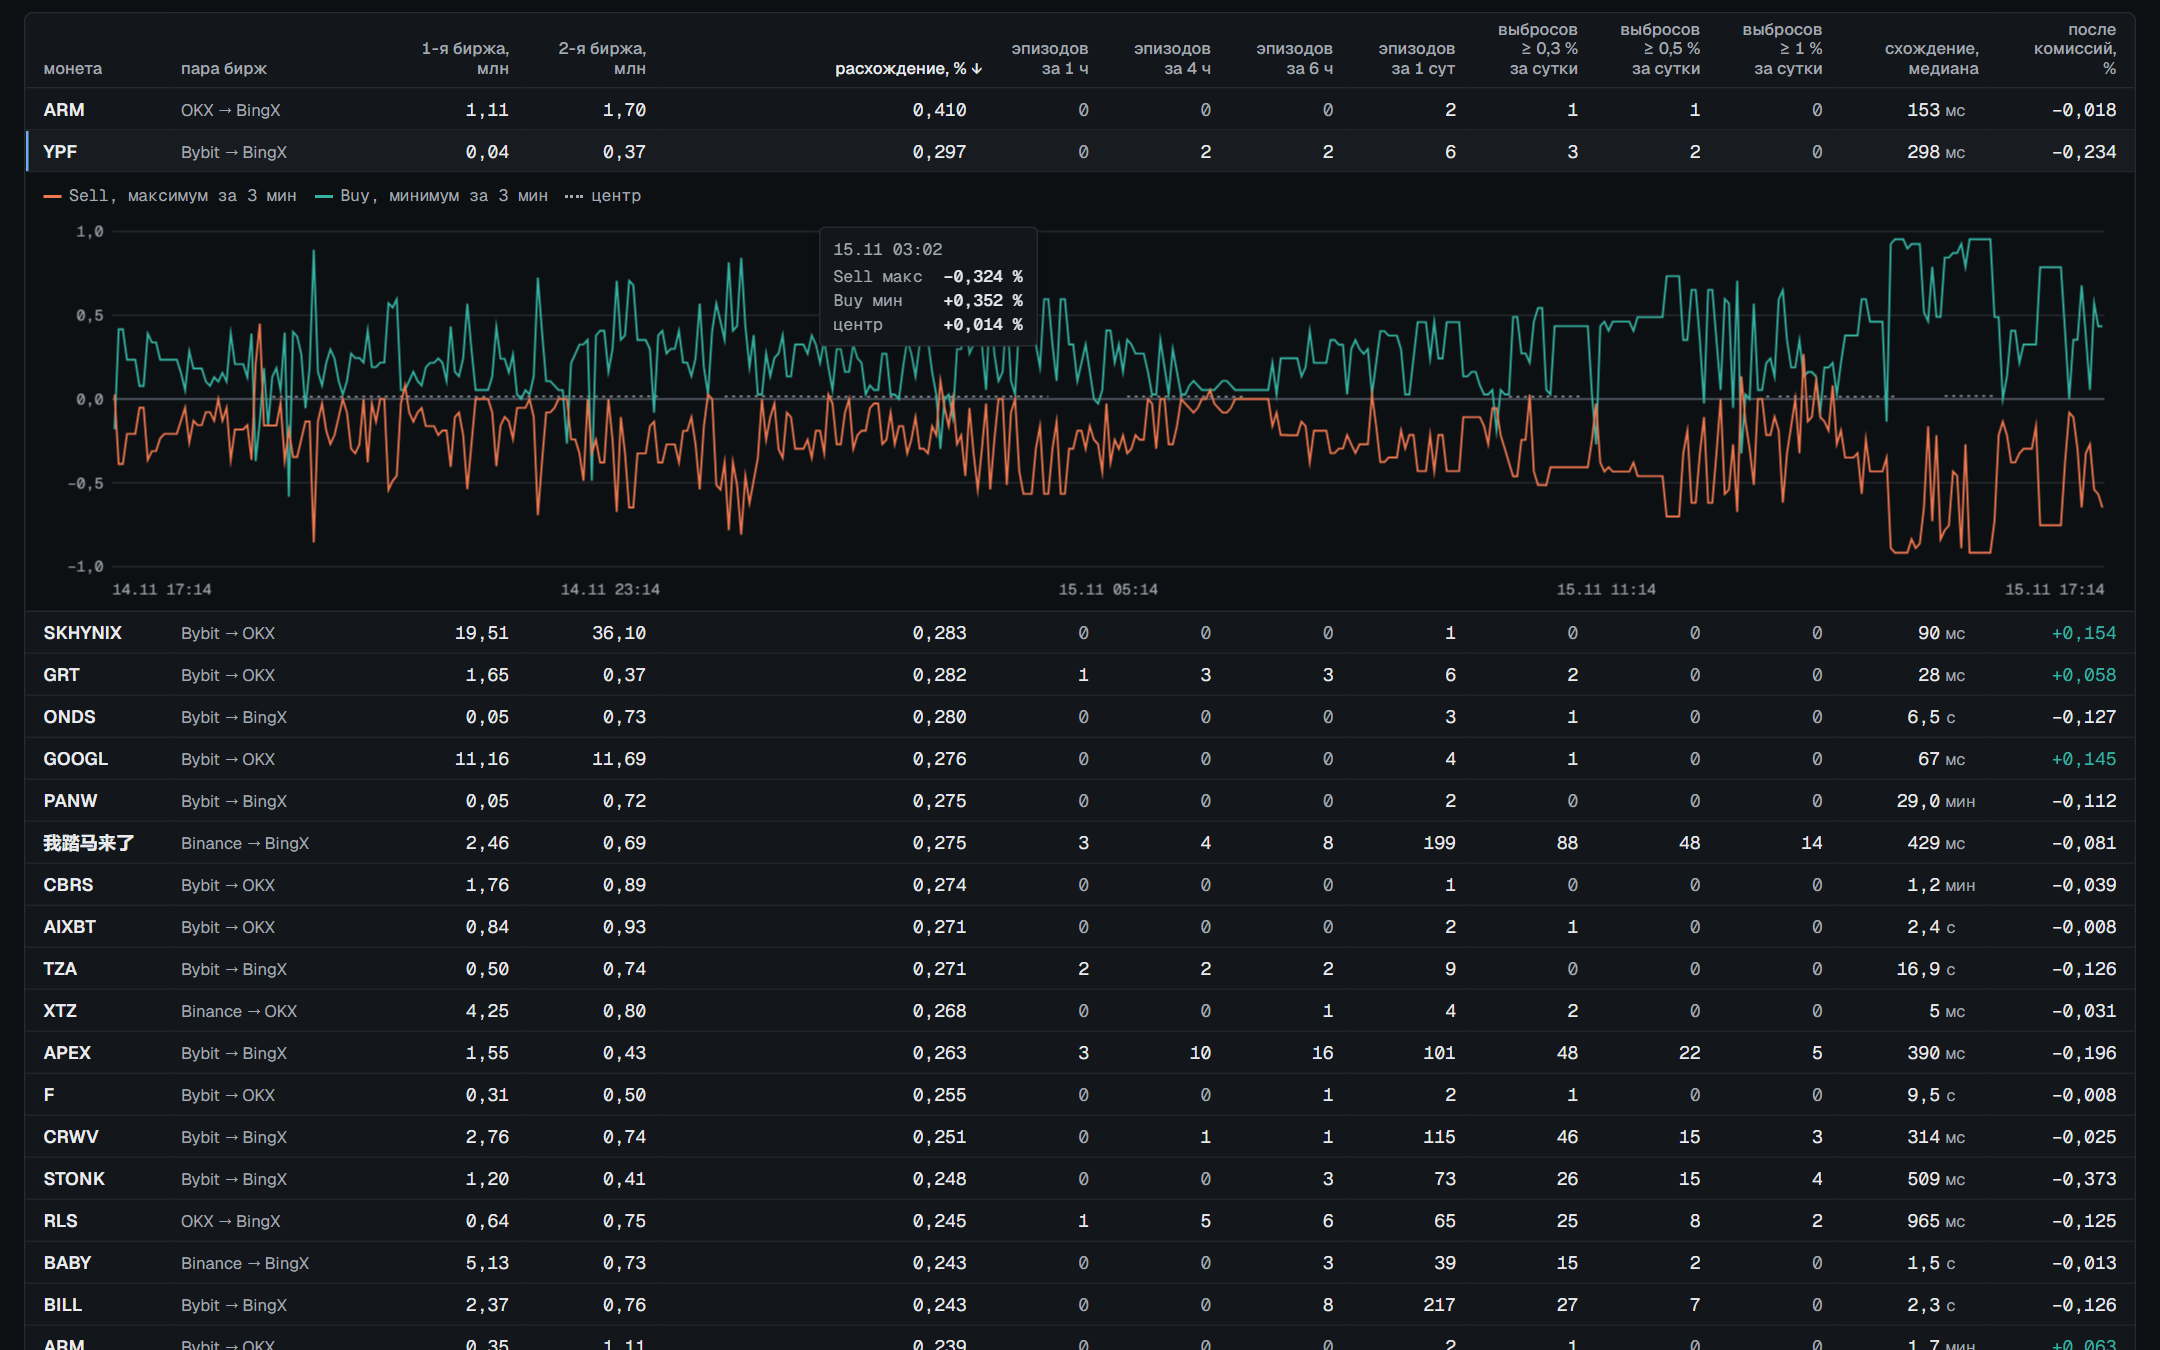 монета пара бирж 1-я биржа, млн 2-я биржа, млн расхождение, % ↓ эпизодов за 1 ч эпизодов за 4 ч эпизодов за 6 ч эпизодов за 1 сут выбросов ≥ 0,3 % за сутки выбросов ≥ 0,5 % за сутки выбросов ≥ 1 % за сутки схождение, медиана после комиссий, %
ARM OKX → BingX 1,11 1,70 0,410 0 0 0 2 1 1 0 153 мс −0,018
YPF Bybit → BingX 0,04 0,37 0,297 0 2 2 6 3 2 0 298 мс −0,234
Sell, максимум за 3 мин Buy, минимум за 3 мин центр
1,0
0,5
0,0
−0,5
−1,0
15.11 03:02
Sell макс −0,324 %
Buy мин +0,352 %
центр +0,014 %
14.11 17:14 14.11 23:14 15.11 05:14 15.11 11:14 15.11 17:14
SKHYNIX Bybit → OKX 19,51 36,10 0,283 0 0 0 1 0 0 0 90 мс +0,154
GRT Bybit → OKX 1,65 0,37 0,282 1 3 3 6 2 0 0 28 мс +0,058
ONDS Bybit → BingX 0,05 0,73 0,280 0 0 0 3 1 0 0 6,5 с −0,127
GOOGL Bybit → OKX 11,16 11,69 0,276 0 0 0 4 1 0 0 67 мс +0,145
PANW Bybit → BingX 0,05 0,72 0,275 0 0 0 2 0 0 0 29,0 мин −0,112
我踏马来了 Binance → BingX 2,46 0,69 0,275 3 4 8 199 88 48 14 429 мс −0,081
CBRS Bybit → OKX 1,76 0,89 0,274 0 0 0 1 0 0 0 1,2 мин −0,039
AIXBT Bybit → OKX 0,84 0,93 0,271 0 0 0 2 1 0 0 2,4 с −0,008
TZA Bybit → BingX 0,50 0,74 0,271 2 2 2 9 0 0 0 16,9 с −0,126
XTZ Binance → OKX 4,25 0,80 0,268 0 0 1 4 2 0 0 5 мс −0,031
APEX Bybit → BingX 1,55 0,43 0,263 3 10 16 101 48 22 5 390 мс −0,196
F Bybit → OKX 0,31 0,50 0,255 0 0 1 2 1 0 0 9,5 с −0,008
CRWV Bybit → BingX 2,76 0,74 0,251 0 1 1 115 46 15 3 314 мс −0,025
STONK Bybit → BingX 1,20 0,41 0,248 0 0 3 73 26 15 4 509 мс −0,373
RLS OKX → BingX 0,64 0,75 0,245 1 5 6 65 25 8 2 965 мс −0,125
BABY Binance → BingX 5,13 0,73 0,243 0 0 3 39 15 2 0 1,5 с −0,013
BILL Bybit → BingX 2,37 0,76 0,243 0 0 8 217 27 7 0 2,3 с −0,126
ARM Bybit → OKX 0,35 1,11 0,239 0 0 0 2 1 0 0 1,7 мин +0,063